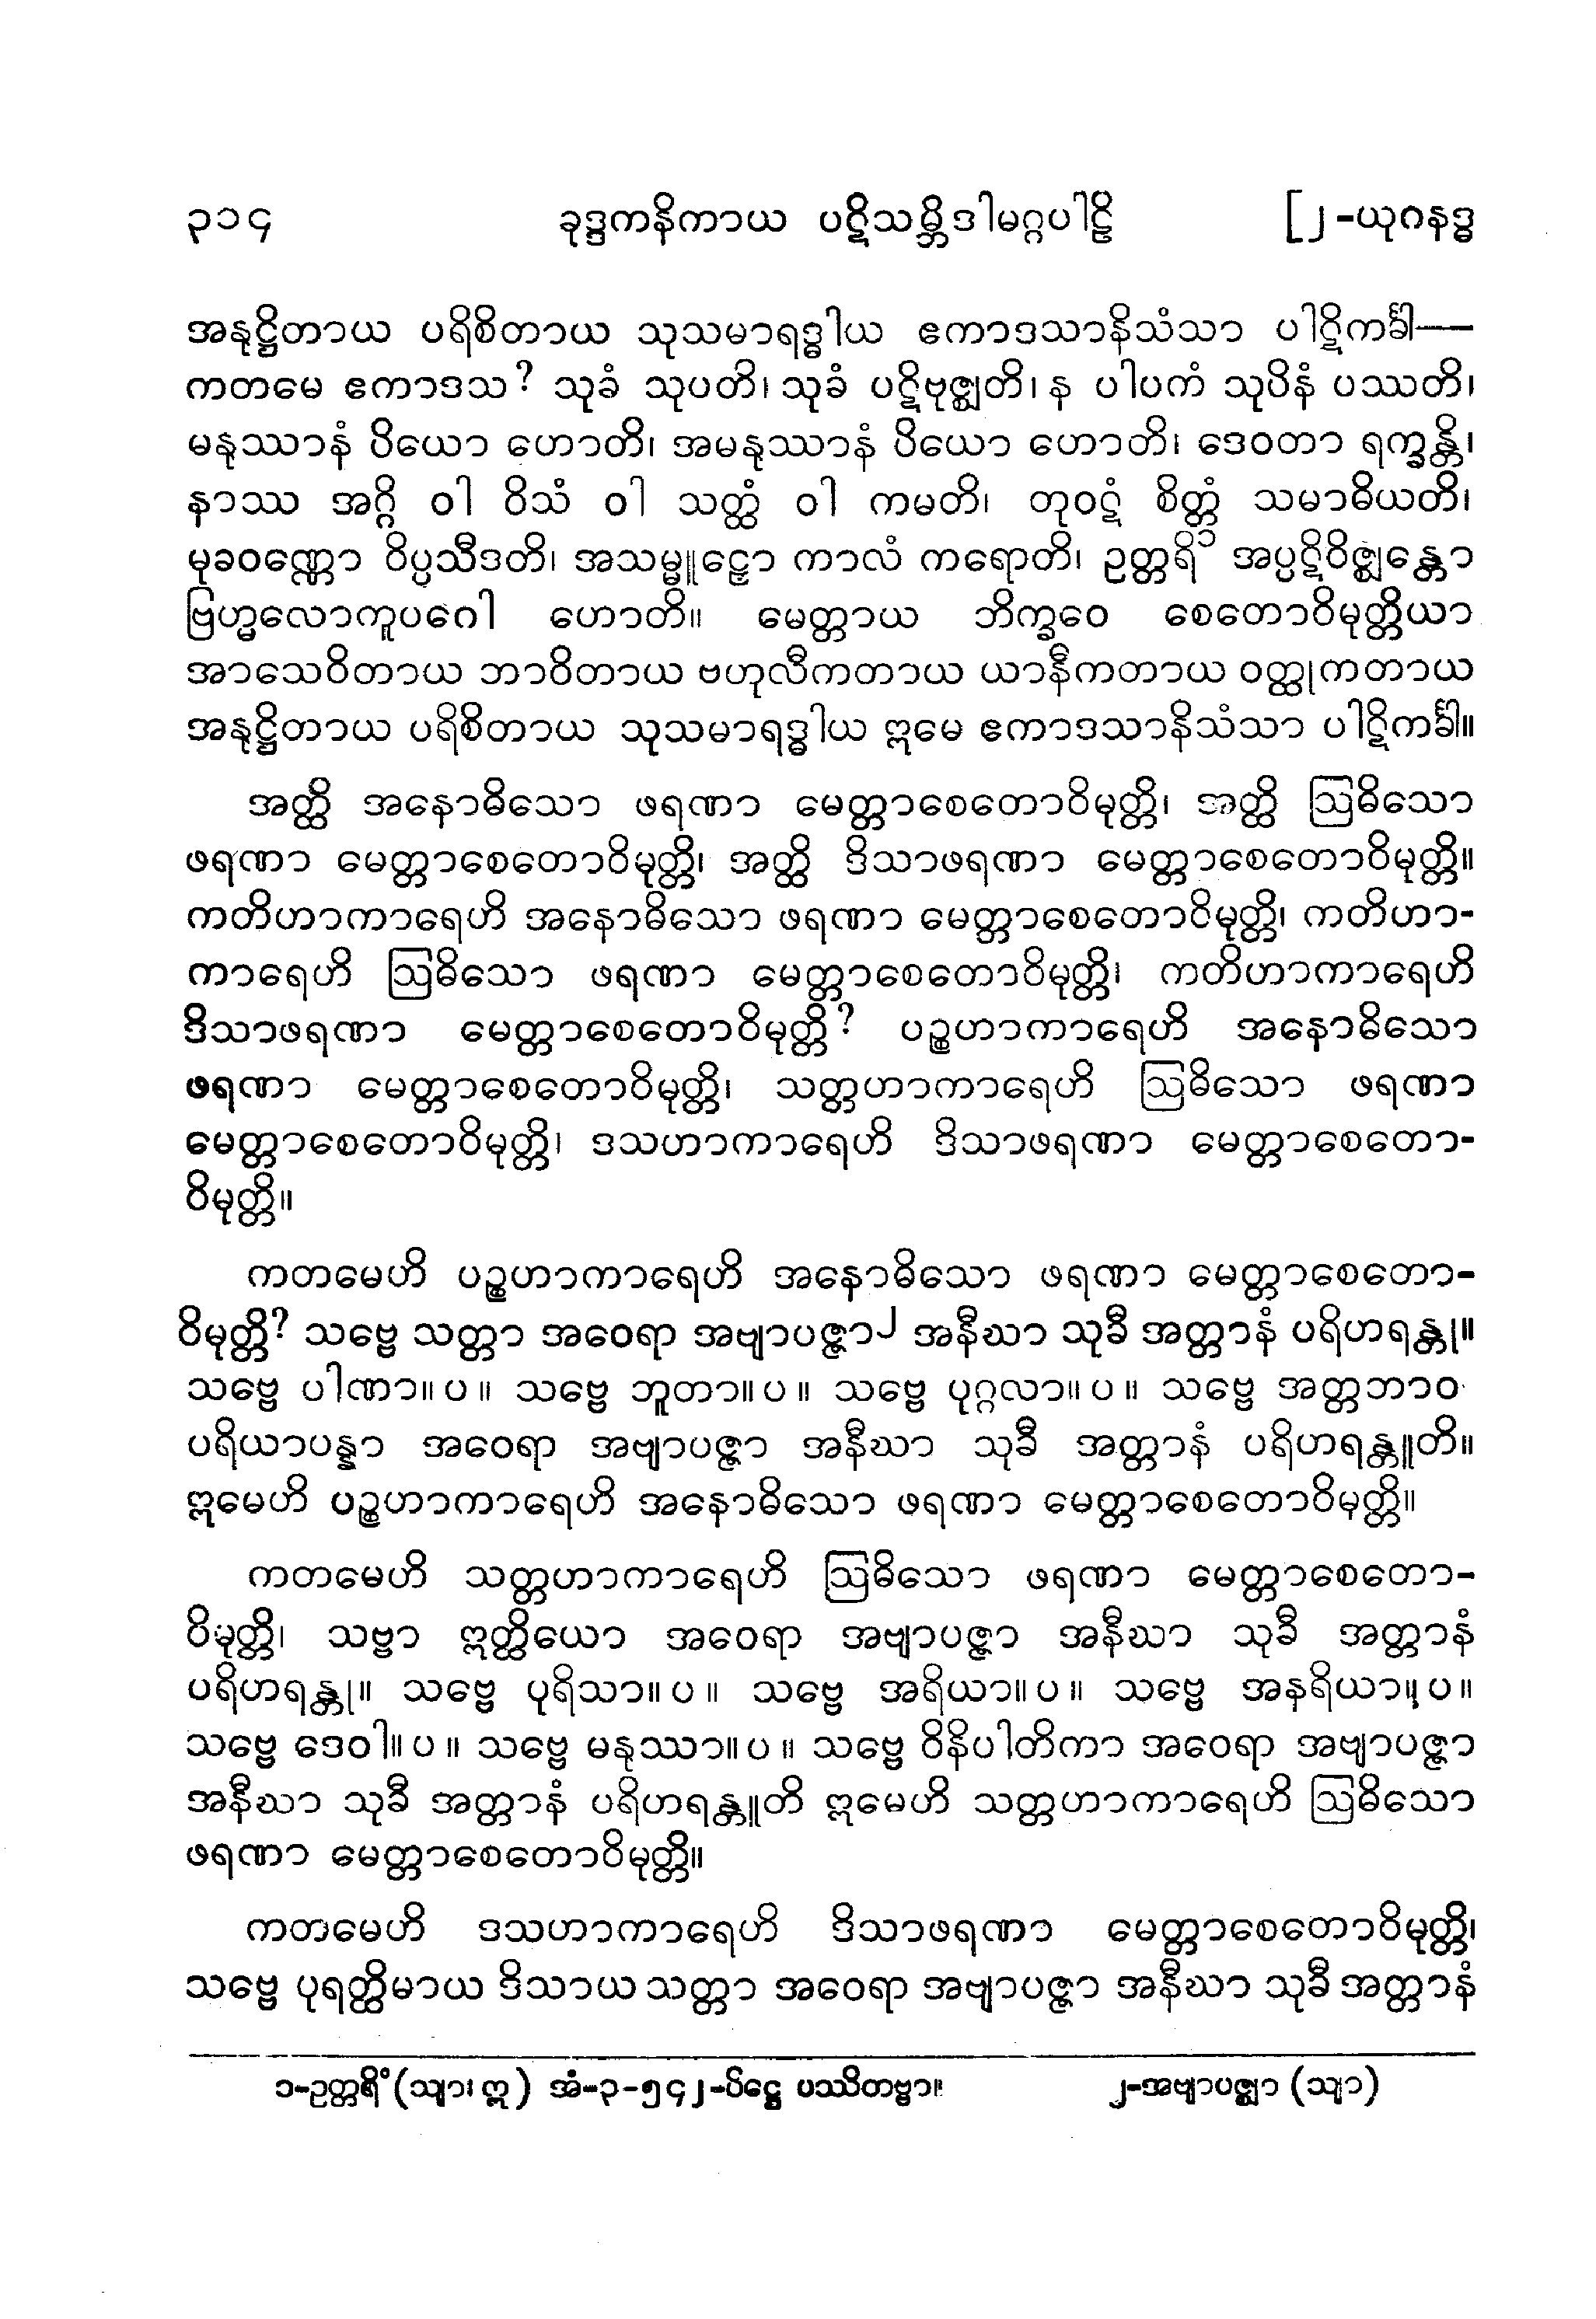 ၃၁၄ ခုဒ္ဒကနိကာယ ပဋိသမ္ဘိဒါမဂ္ဂပါဠိ [၂-ယုဂနဒ္ဓ
အနုဋ္ဌိတာယ ပရိစိတာယ သုသမာရဒ္ဓါယ ဧကာဒသာနိသံသာ ပါဋိကင်္ခါ—
ကတမေ ဧကာဒသ? သုခံ သုပတိ၊ သုခံ ပဋိဗုဇ္ဈတိ၊ န ပါပကံ သုပိနံ ပဿတိ၊
မနုဿာနံ ပိယော ဟောတိ၊ အမနုဿာနံ ပိယော ဟောတိ၊ ဒေဝတာ ရက္ခန္တိ၊
နာဿ အဂ္ဂိ ဝါ ဝိသံ ဝါ သတ္ထံ ဝါ ကမတိ၊ တုဝဋံ စိတ္တံ သမာဓိယတိ၊
မုခဝဏ္ဏော ဝိပ္ပသီဒတိ၊ အသမ္မူဠှော ကာလံ ကရောတိ၊ ဥတ္တရိ၁ အပ္ပဋိဝိဇ္ဈန္တော
ဗြဟ္မလောကူပဂေါ ဟောတိ။ မေတ္တာယ ဘိက္ခဝေ စေတောဝိမုတ္တိယာ
အာသေဝိတာယ ဘာဝိတာယ ဗဟုလီကတာယ ယာနီကတာယ ဝတ္ထုကတာယ
အနုဋ္ဌိတာယ ပရိစိတာယ သုသမာရဒ္ဓါယ ဣမေ ဧကာဒသာနိသံသာ ပါဋိကင်္ခါ။
အတ္ထိ အနောဓိသော ဖရဏာ မေတ္တာစေတောဝိမုတ္တိ၊ အတ္ထိ ဩဓိသော
ဖရဏာ မေတ္တာစေတောဝိမုတ္တိ၊ အတ္ထိ ဒိသာဖရဏာ မေတ္တာစေတောဝိမုတ္တိ။
ကတိဟာကာရေဟိ အနောဓိသော ဖရဏာ မေတ္တာစေတောဝိမုတ္တိ၊ ကတိဟာ-
ကာရေဟိ ဩဓိသော ဖရဏာ မေတ္တာစေတောဝိမုတ္တိ၊ ကတိဟာကာရေဟိ
ဒိသာဖရဏာ မေတ္တာစေတောဝိမုတ္တိ? ပဉ္စဟာကာရေဟိ အနောဓိသော
ဖရဏာ မေတ္တာစေတောဝိမုတ္တိ၊ သတ္တဟာကာရေဟိ ဩဓိသော ဖရဏာ
မေတ္တာစေတောဝိမုတ္တိ၊ ဒသဟာကာရေဟိ ဒိသာဖရဏာ မေတ္တာစေတော-
ဝိမုတ္တိ။
ကတမေဟိ ပဉ္စဟာကာရေဟိ အနောဓိသော ဖရဏာ မေတ္တာစေတော-
ဝိမုတ္တိ? သဗ္ဗေ သတ္တာ အဝေရာ အဗျာပဇ္ဇာ၂ အနီဃာ သုခီ အတ္တာနံ ပရိဟရန္တု။
သဗ္ဗေ ပါဏာ။ပ။ သဗ္ဗေ ဘူတာ။ပ။ သဗ္ဗေ ပုဂ္ဂလာ။ပ။ သဗ္ဗေ အတ္တဘာဝ
ပရိယာပန္နာ အဝေရာ အဗျာပဇ္ဇာ အနီဃာ သုခီ အတ္တာနံ ပရိဟရန္တူတိ။
ဣမေဟိ ပဉ္စဟာကာရေဟိ အနောဓိသော ဖရဏာ မေတ္တာစေတောဝိမုတ္တိ။
ကတမေဟိ သတ္တဟာကာရေဟိ ဩဓိသော ဖရဏာ မေတ္တာစေတော-
ဝိမုတ္တိ၊ သဗ္ဗာ ဣတ္ထိယော အဝေရာ အဗျာပဇ္ဇာ အနီဃာ သုခီ အတ္တာနံ
ပရိဟရန္တု။ သဗ္ဗေ ပုရိသာ။ပ။ သဗ္ဗေ အရိယာ။ပ။ သဗ္ဗေ အနရိယာ။ပ။
သဗ္ဗေ ဒေဝါ။ပ။ သဗ္ဗေ မနုဿာ။ပ။ သဗ္ဗေ ဝိနိပါတိကာ အဝေရာ အဗျာပဇ္ဇာ
အနီဃာ သုခီ အတ္တာနံ ပရိဟရန္တူတိ ဣမေဟိ သတ္တဟာကာရေဟိ ဩဓိသော
ဖရဏာ မေတ္တာစေတောဝိမုတ္တိ။
ကတမေဟိ ဒသဟာကာရေဟိ ဒိသာဖရဏာ မေတ္တာစေတောဝိမုတ္တိ၊
သဗ္ဗေ ပုရတ္ထိမာယ ဒိသာယ သတ္တာ အဝေရာ အဗျာပဇ္ဇာ အနီဃာ သုခီ အတ္တာနံ
၁-ဥတ္တရိံ (သျာ၊ ဣ) အံ-၃-၅၄၂-ပိဋ္ဌေ ပဿိတဗ္ဗာ။ ၂-အဗျာပဇ္ဈာ (သျာ)